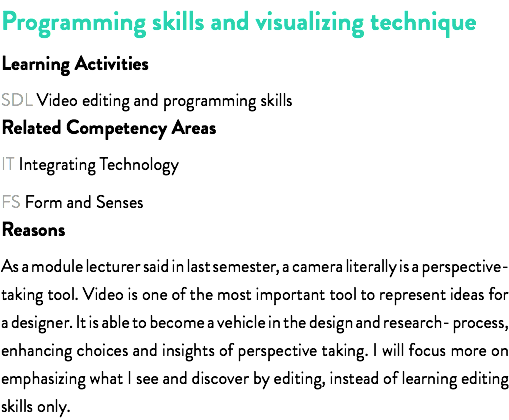 Programming skills and visualizing technique
Learning Activities
SDL Video editing and programming skills
Related Competency Areas
IT Integrating Technology
FS Form and Senses
Reasons
As a module lecturer said in last semester, a camera literally is a perspective-
taking tool. Video is one of the most important tool to represent ideas for
a designer. It is able to become a vehicle in the design and research- process,
enhancing choices and insights of perspective taking. I will focus more on
emphasizing what I see and discover by editing, instead of learning editing
skills only.